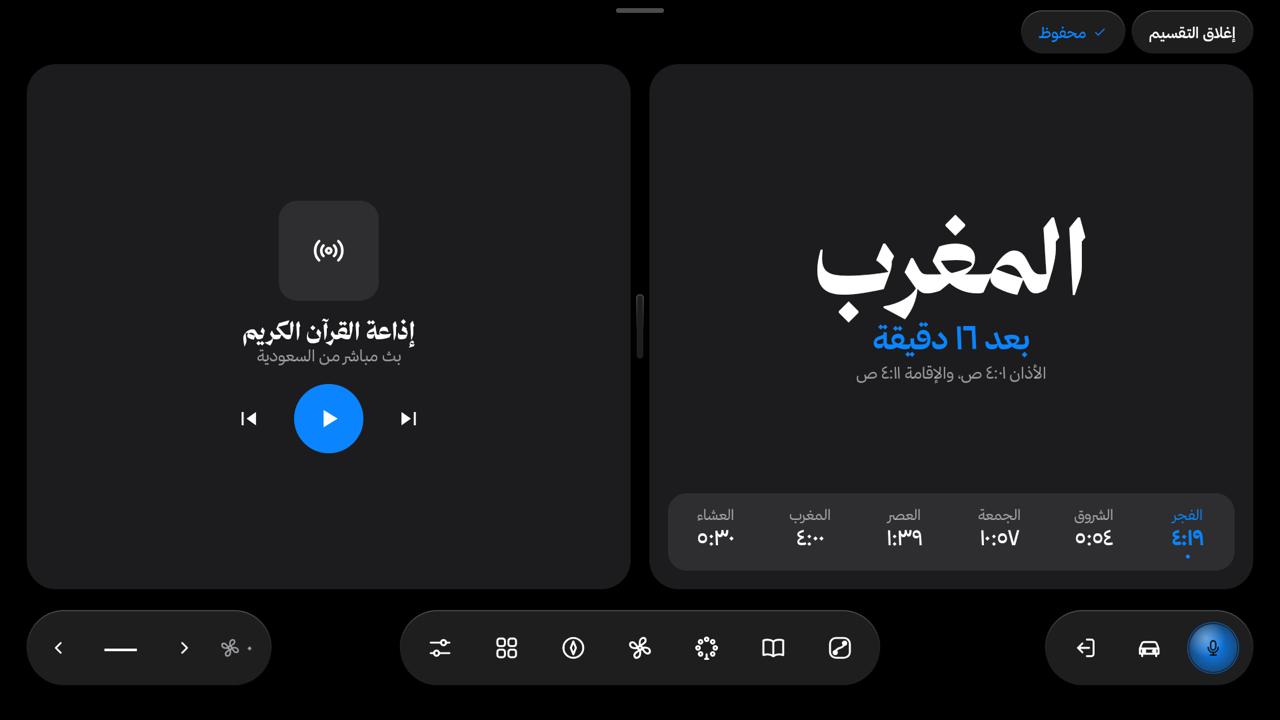 إغلاق التقسيم
محفوظ
المغرب
بعد ١٦ دقيقة
الأذان ٤:٠١ ص، والإقامة ٤:١١ ص
الفجر الشروق الجمعة العصر المغرب العشاء
٤:١٩ ٥:٥٤ ١٠:٥٧ ١:٣٩ ٤:٠٠ ٥:٣٠
إذاعة القرآن الكريم
بث مباشر من السعودية